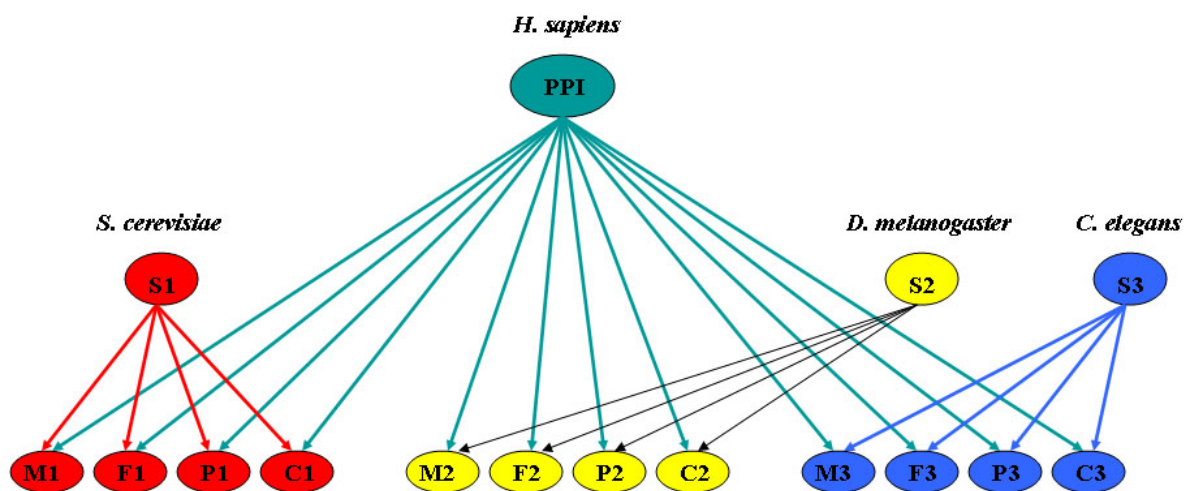 H. sapiens
PPI
S. cerevisiae D. melanogaster C. elegans
S1 S2 S3
M1 F1 P1 C1 M2 F2 P2 C2 M3 F3 P3 C3